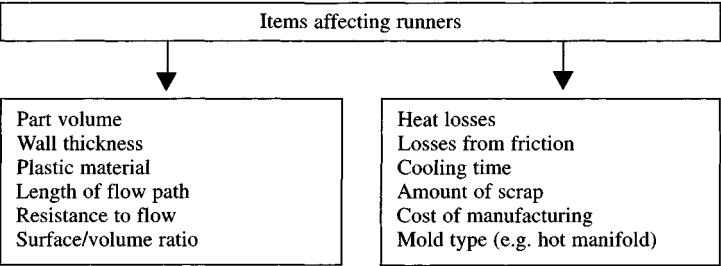 Items affecting runners
Part volume
Wall thickness
Plastic material
Length of flow path
Resistance to flow
Surface/volume ratio
Heat losses
Losses from friction
Cooling time
Amount of scrap
Cost of manufacturing
Mold type (e.g. hot manifold)